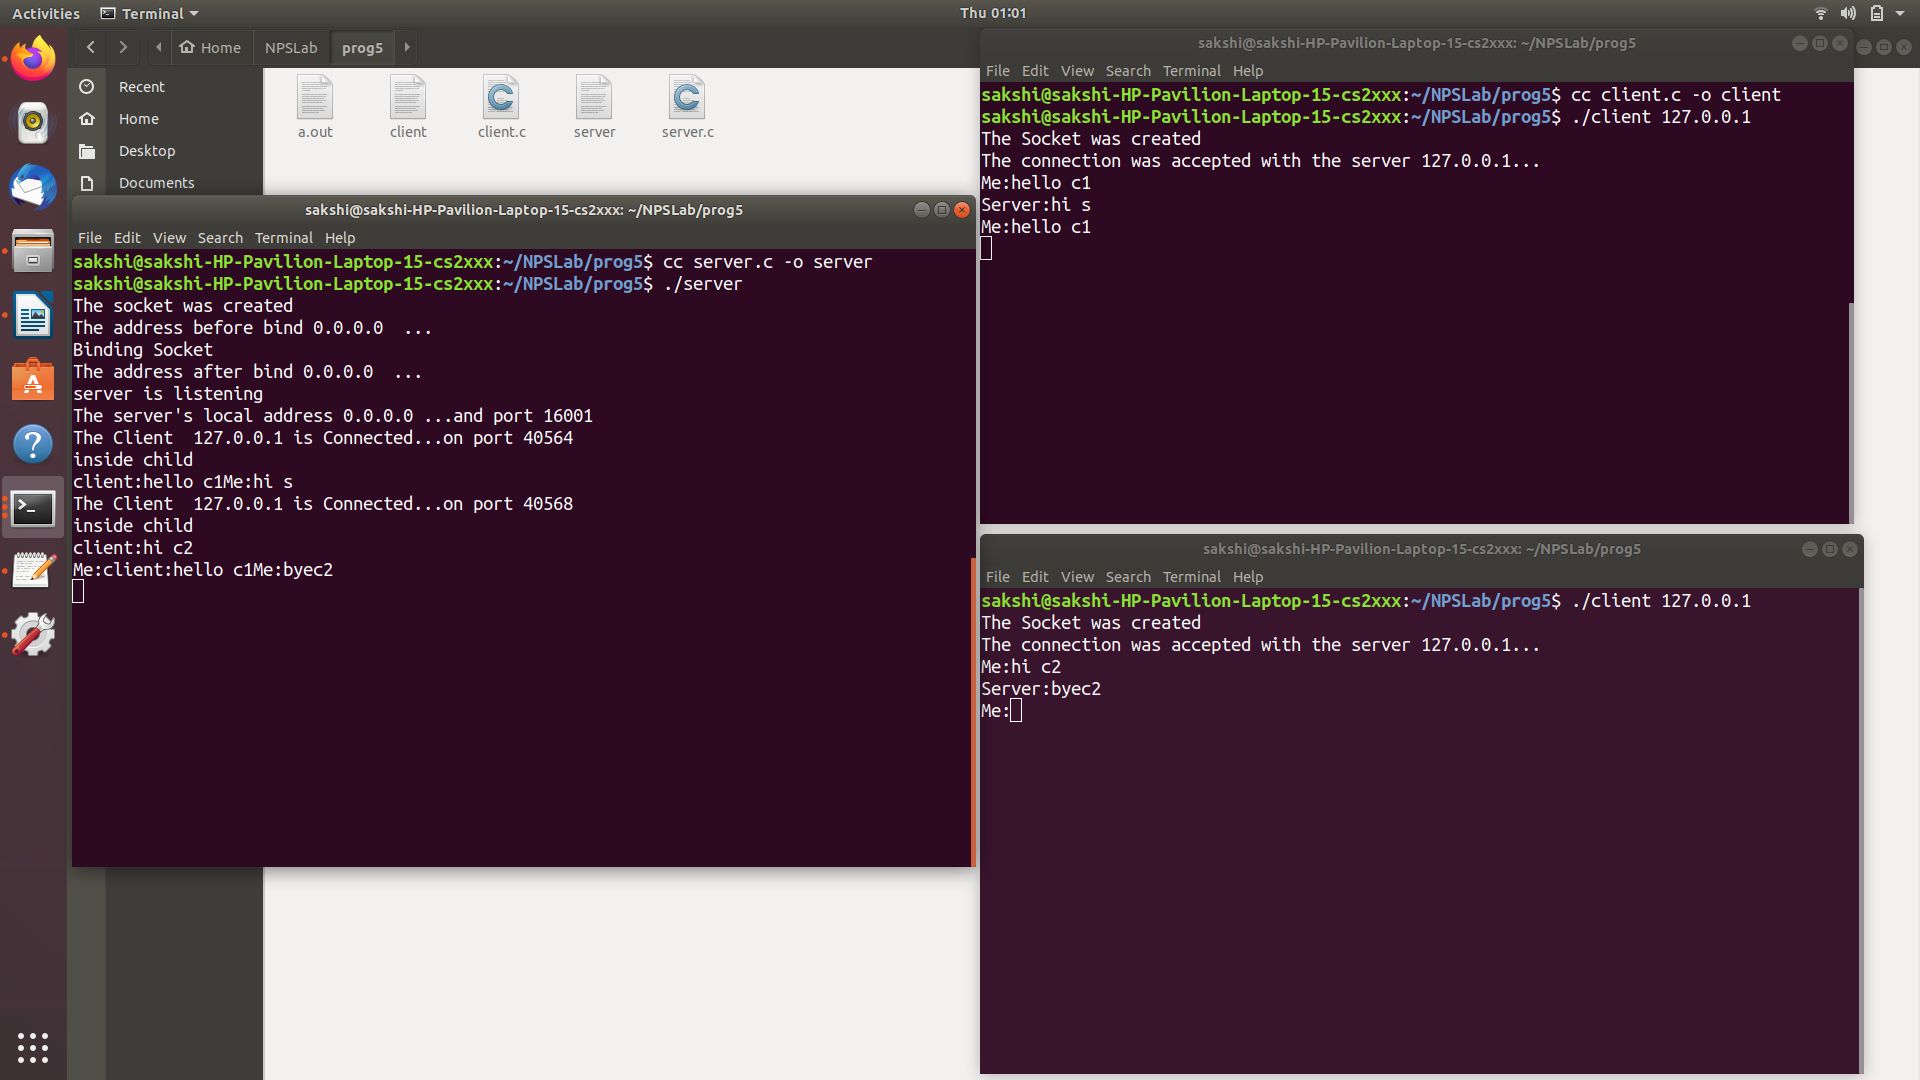 Activities Terminal Thu 01:01
Home NPSLab prog5
Recent
Home
Desktop
Documents
a.out client client.c server server.c
sakshi@sakshi-HP-Pavilion-Laptop-15-cs2xxx: ~/NPSLab/prog5
File Edit View Search Terminal Help
sakshi@sakshi-HP-Pavilion-Laptop-15-cs2xxx:~/NPSLab/prog5$ cc server.c -o server
sakshi@sakshi-HP-Pavilion-Laptop-15-cs2xxx:~/NPSLab/prog5$ ./server
The socket was created
The address before bind 0.0.0.0  ...
Binding Socket
The address after bind 0.0.0.0  ...
server is listening
The server's local address 0.0.0.0 ...and port 16001
The Client  127.0.0.1 is Connected...on port 40564
inside child
client:hello c1Me:hi s
The Client  127.0.0.1 is Connected...on port 40568
inside child
client:hi c2
Me:client:hello c1Me:byec2
sakshi@sakshi-HP-Pavilion-Laptop-15-cs2xxx: ~/NPSLab/prog5
File Edit View Search Terminal Help
sakshi@sakshi-HP-Pavilion-Laptop-15-cs2xxx:~/NPSLab/prog5$ cc client.c -o client
sakshi@sakshi-HP-Pavilion-Laptop-15-cs2xxx:~/NPSLab/prog5$ ./client 127.0.0.1
The Socket was created
The connection was accepted with the server 127.0.0.1...
Me:hello c1
Server:hi s
Me:hello c1
sakshi@sakshi-HP-Pavilion-Laptop-15-cs2xxx: ~/NPSLab/prog5
File Edit View Search Terminal Help
sakshi@sakshi-HP-Pavilion-Laptop-15-cs2xxx:~/NPSLab/prog5$ ./client 127.0.0.1
The Socket was created
The connection was accepted with the server 127.0.0.1...
Me:hi c2
Server:byec2
Me: